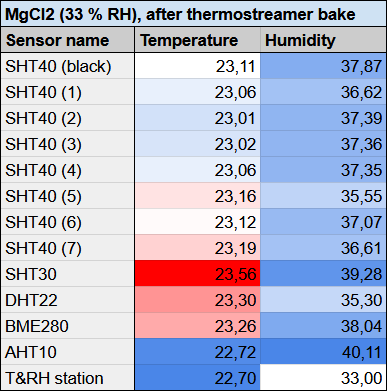 MgCl2 (33 % RH), after thermostreamer bake
Sensor name Temperature Humidity
SHT40 (black) 23,11 37,87
SHT40 (1) 23,06 36,62
SHT40 (2) 23,01 37,39
SHT40 (3) 23,02 37,36
SHT40 (4) 23,06 37,35
SHT40 (5) 23,16 35,55
SHT40 (6) 23,12 37,07
SHT40 (7) 23,19 36,61
SHT30 23,56 39,28
DHT22 23,30 35,30
BME280 23,26 38,04
AHT10 22,72 40,11
T&RH station 22,70 33,00